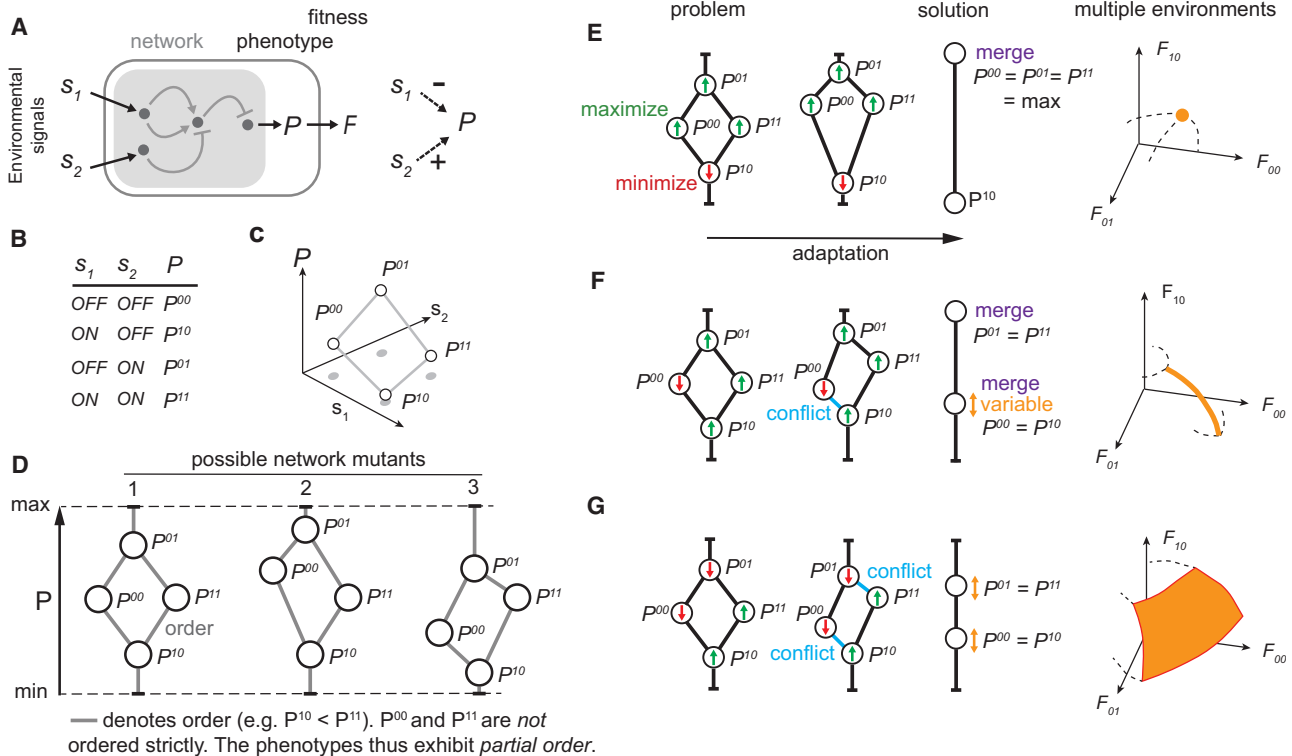 A
fitness
network
phenotype
Environmental
signals
s1
s2
P
F
s1
−
P
s2
+
B
s1 s2 P
OFF OFF P00
ON OFF P10
OFF ON P01
ON ON P11
C
P
P01
P00
s2
P11
s1
P10
D
possible network mutants
1 2 3
max
P
min
P01
P00
P11
order
P10
P01
P00
P11
P10
P01
P11
P00
P10
denotes order (e.g. P10 < P11). P00 and P11 are not
ordered strictly. The phenotypes thus exhibit partial order.
problem
solution
multiple environments
E
P01
maximize
P00
P11
minimize
P10
P01
P00
P11
P10
merge
P00 = P01 = P11
= max
P10
F10
F00
F01
adaptation
F
P01
P00
P11
P10
P01
P00
P11
conflict
P10
merge
P01 = P11
merge
variable
P00 = P10
F10
F00
F01
G
P01
P00
P11
P10
P01
conflict
P00
P11
conflict
P10
P01 = P11
P00 = P10
F10
F00
F01